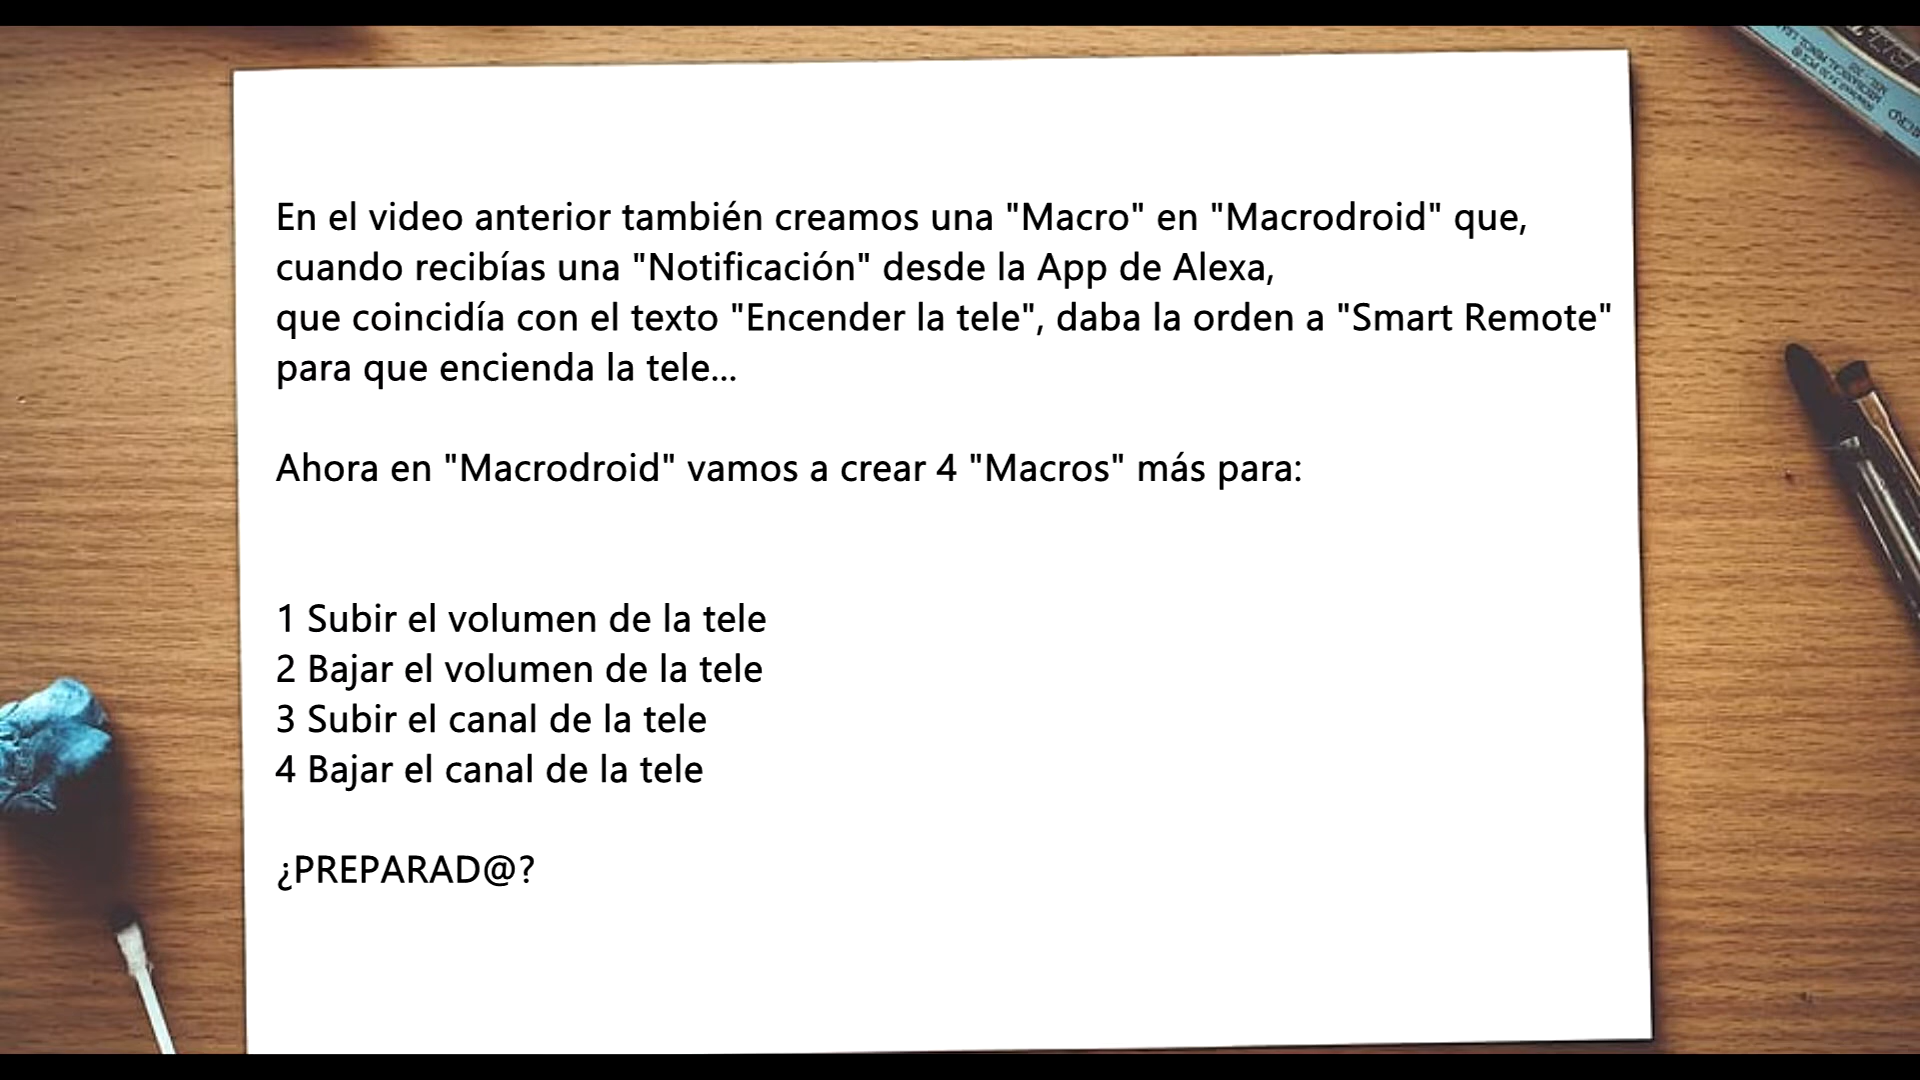 En el video anterior también creamos una "Macro" en "Macrodroid" que,
cuando recibías una "Notificación" desde la App de Alexa,
que coincidía con el texto "Encender la tele", daba la orden a "Smart Remote"
para que encienda la tele...
Ahora en "Macrodroid" vamos a crear 4 "Macros" más para:
1 Subir el volumen de la tele
2 Bajar el volumen de la tele
3 Subir el canal de la tele
4 Bajar el canal de la tele
¿PREPARAD@?